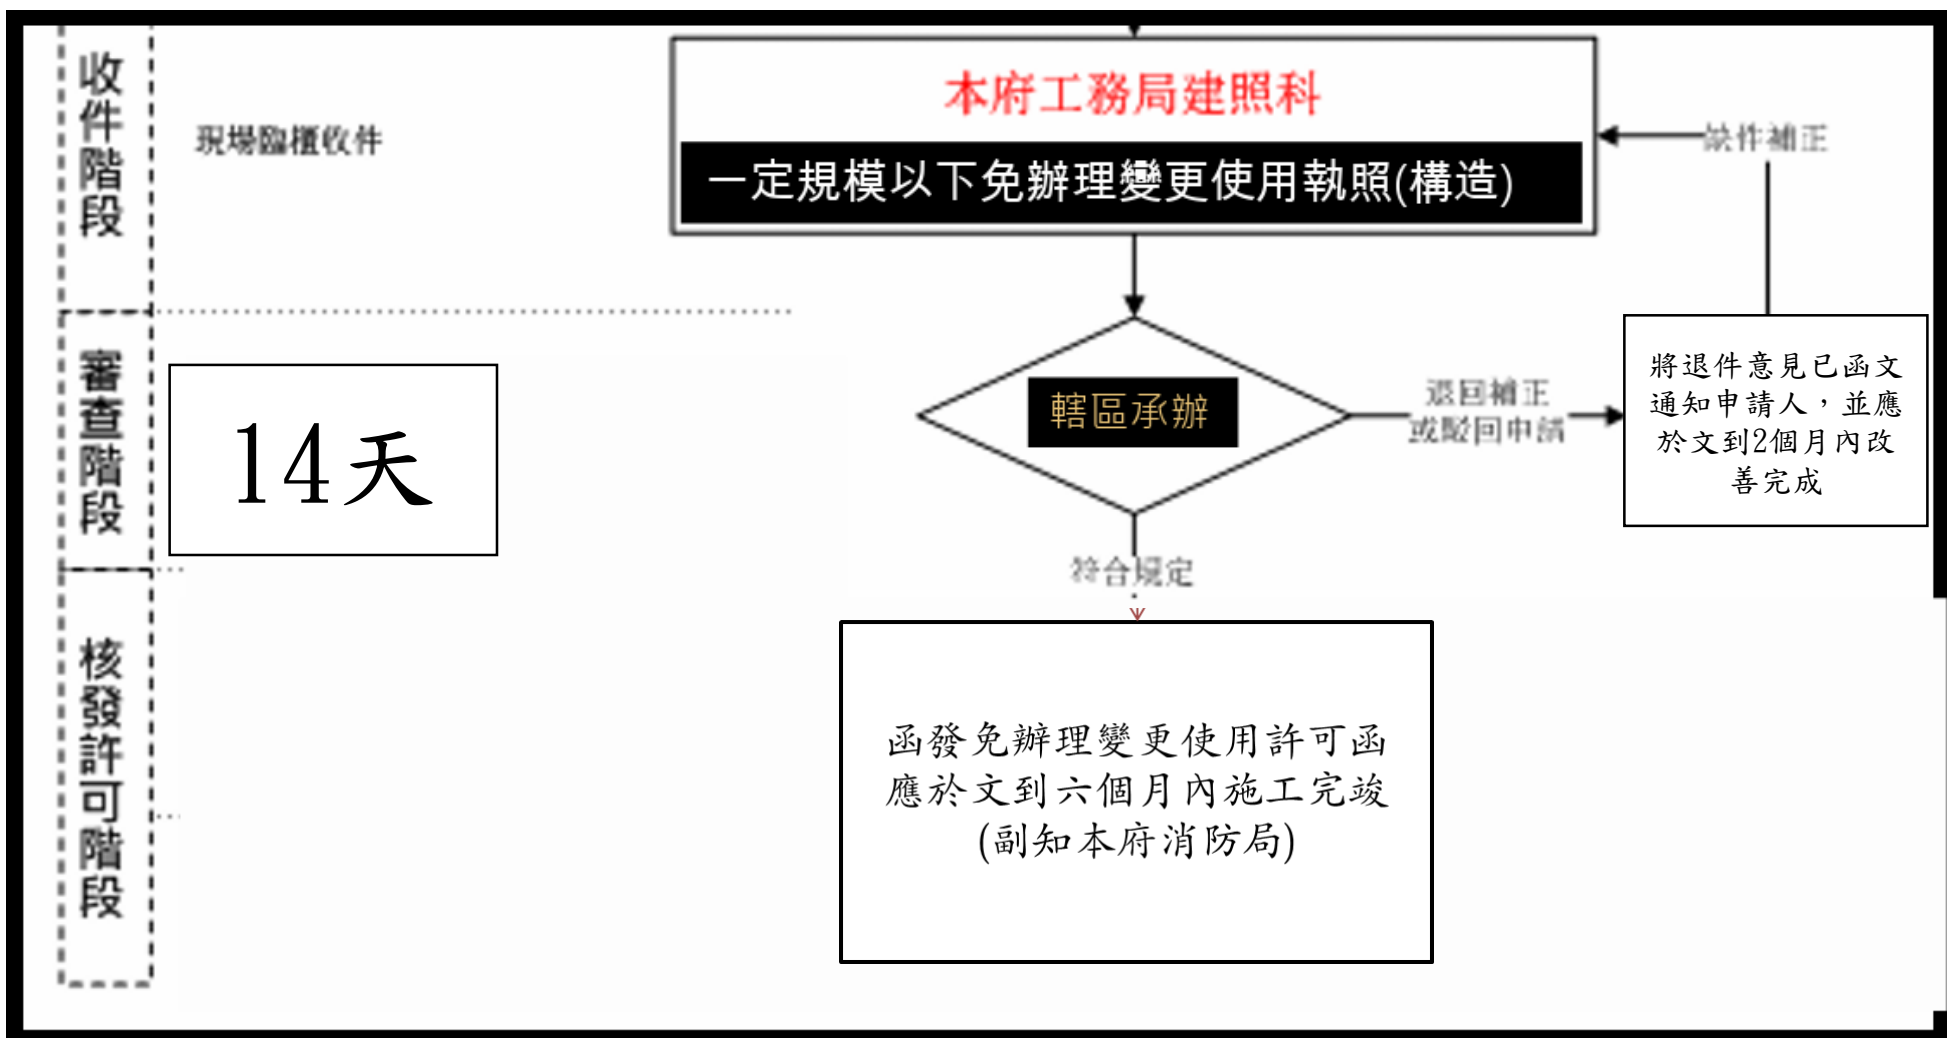 收件階段
現場臨櫃收件
本府工務局建照科
一定規模以下免辦理變更使用執照(構造)
缺件補正
審查階段
14天
轄區承辦
退回補正
或駁回申請
將退件意見已函文
通知申請人，並應
於文到2個月內改
善完成
符合規定
核發許可階段
函發免辦理變更使用許可函
應於文到六個月內施工完竣
(副知本府消防局)